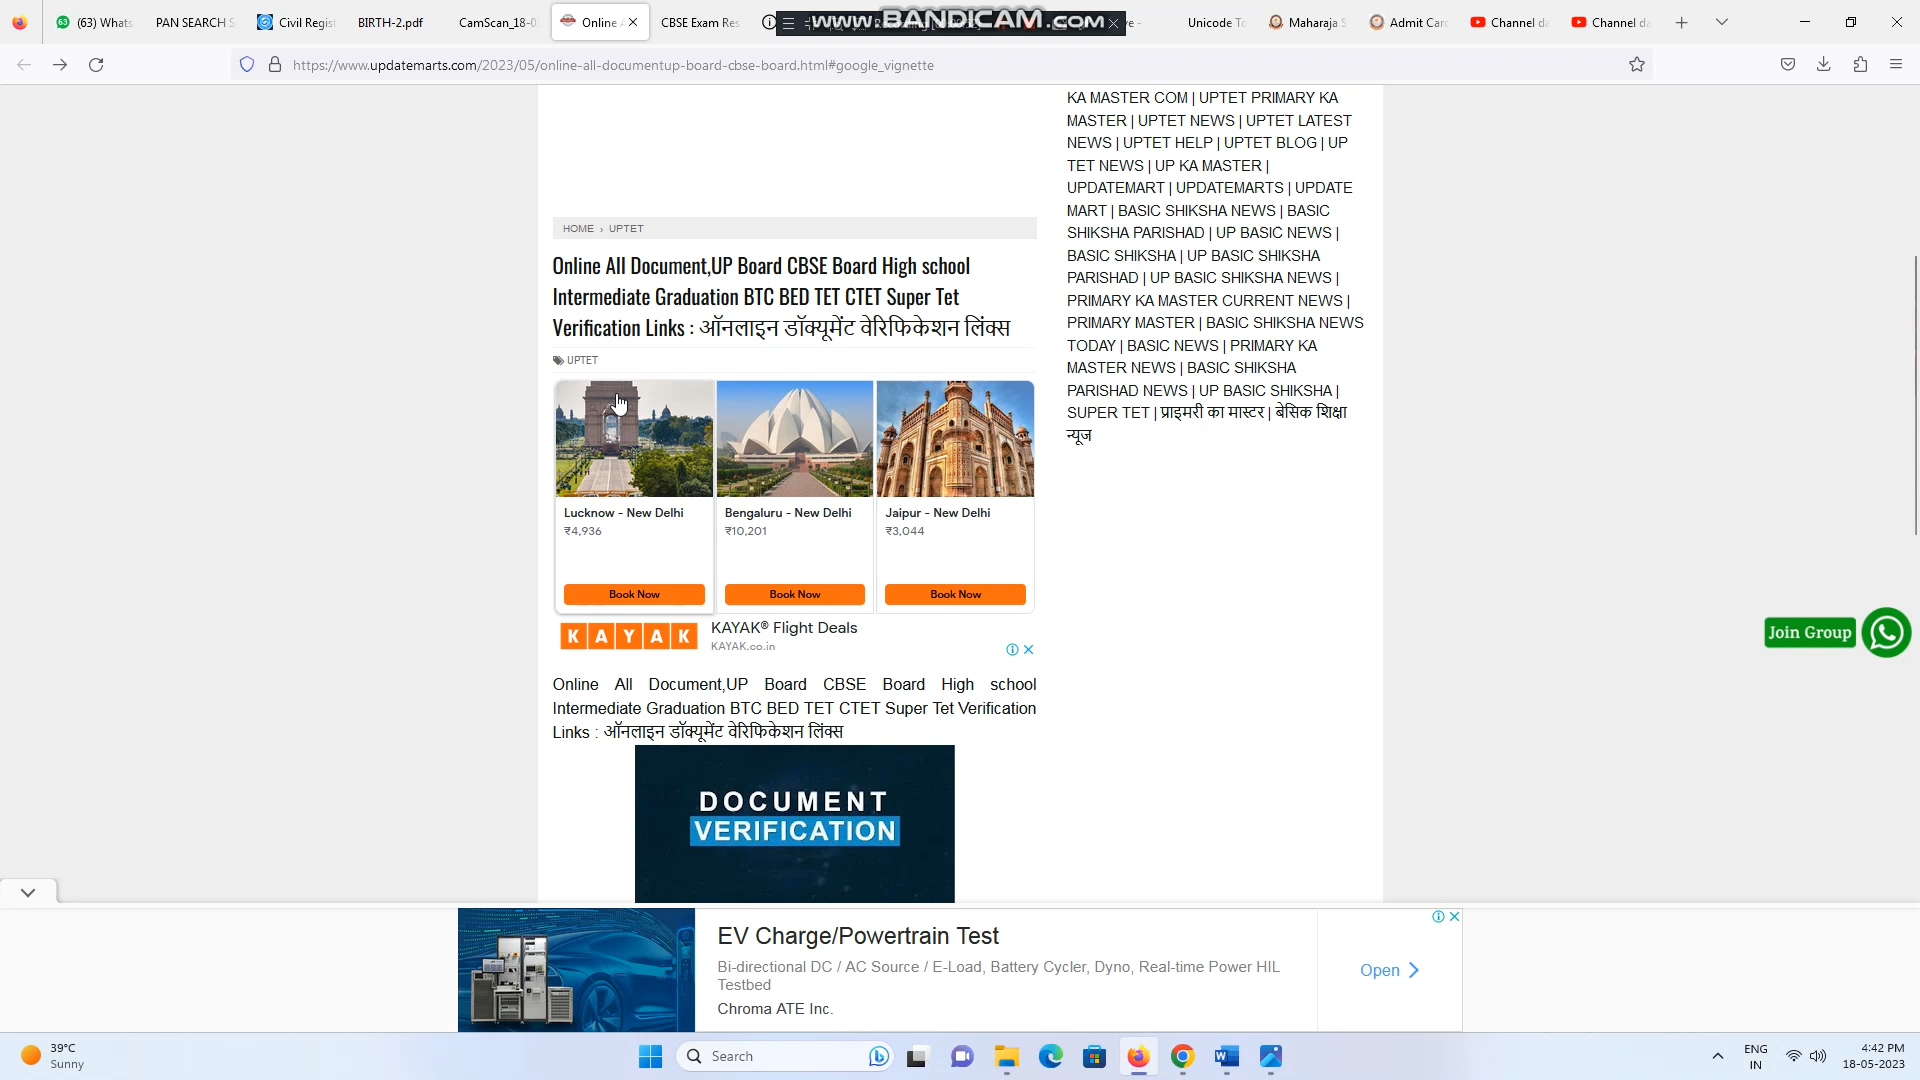 (63) Whats
PAN SEARCH S
Civil Regist
BIRTH-2.pdf
CamScan_18-0
Online A
CBSE Exam Res
WWW.BANDICAM.COM
Unicode To
Maharaja S
Admit Card
Channel da
Channel da
https://www.updatemarts.com/2023/05/online-all-documentup-board-cbse-board.html#google_vignette
HOME › UPTET
Online All Document,UP Board CBSE Board High school
Intermediate Graduation BTC BED TET CTET Super Tet
Verification Links : ऑनलाइन डॉक्यूमेंट वेरिफिकेशन लिंक्स
UPTET
Lucknow - New Delhi
₹4,936
Book Now
Bengaluru - New Delhi
₹10,201
Book Now
Jaipur - New Delhi
₹3,044
Book Now
KAYAK
KAYAK® Flight Deals
KAYAK.co.in
Online All Document,UP Board CBSE Board High school
Intermediate Graduation BTC BED TET CTET Super Tet Verification
Links : ऑनलाइन डॉक्यूमेंट वेरिफिकेशन लिंक्स
DOCUMENT
VERIFICATION
KA MASTER COM | UPTET PRIMARY KA
MASTER | UPTET NEWS | UPTET LATEST
NEWS | UPTET HELP | UPTET BLOG | UP
TET NEWS | UP KA MASTER |
UPDATEMART | UPDATEMARTS | UPDATE
MART | BASIC SHIKSHA NEWS | BASIC
SHIKSHA PARISHAD | UP BASIC NEWS |
BASIC SHIKSHA | UP BASIC SHIKSHA
PARISHAD | UP BASIC SHIKSHA NEWS |
PRIMARY KA MASTER CURRENT NEWS |
PRIMARY MASTER | BASIC SHIKSHA NEWS
TODAY | BASIC NEWS | PRIMARY KA
MASTER NEWS | BASIC SHIKSHA
PARISHAD NEWS | UP BASIC SHIKSHA |
SUPER TET | प्राइमरी का मास्टर | बेसिक शिक्षा
न्यूज
Join Group
EV Charge/Powertrain Test
Bi-directional DC / AC Source / E-Load, Battery Cycler, Dyno, Real-time Power HIL
Testbed
Chroma ATE Inc.
Open
39°C
Sunny
Search
ENG
IN
4:42 PM
18-05-2023